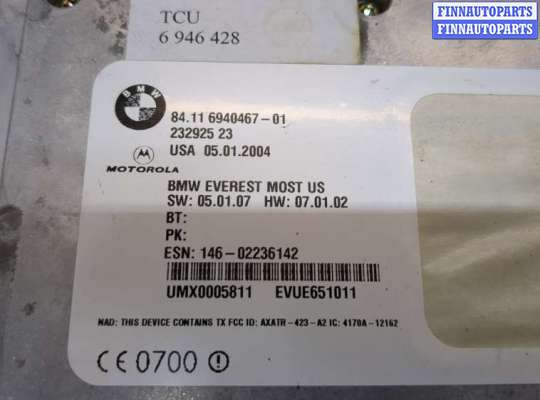 FINNAUTOPARTS
FINNAUTOPARTS
FINNAUTOPARTS
TCU
6 946 428
BMW
84.11 6940467-01
232925 23
USA 05.01.2004
MOTOROLA
BMW EVEREST MOST US
SW: 05.01.07 HW: 07.01.02
BT:
PK:
ESN: 146-02236142
UMX0005811 EVUE651011
NAD: THIS DEVICE CONTAINS TX FCC ID: AXATR-423-A2 IC: 4170A-12162
CE0700